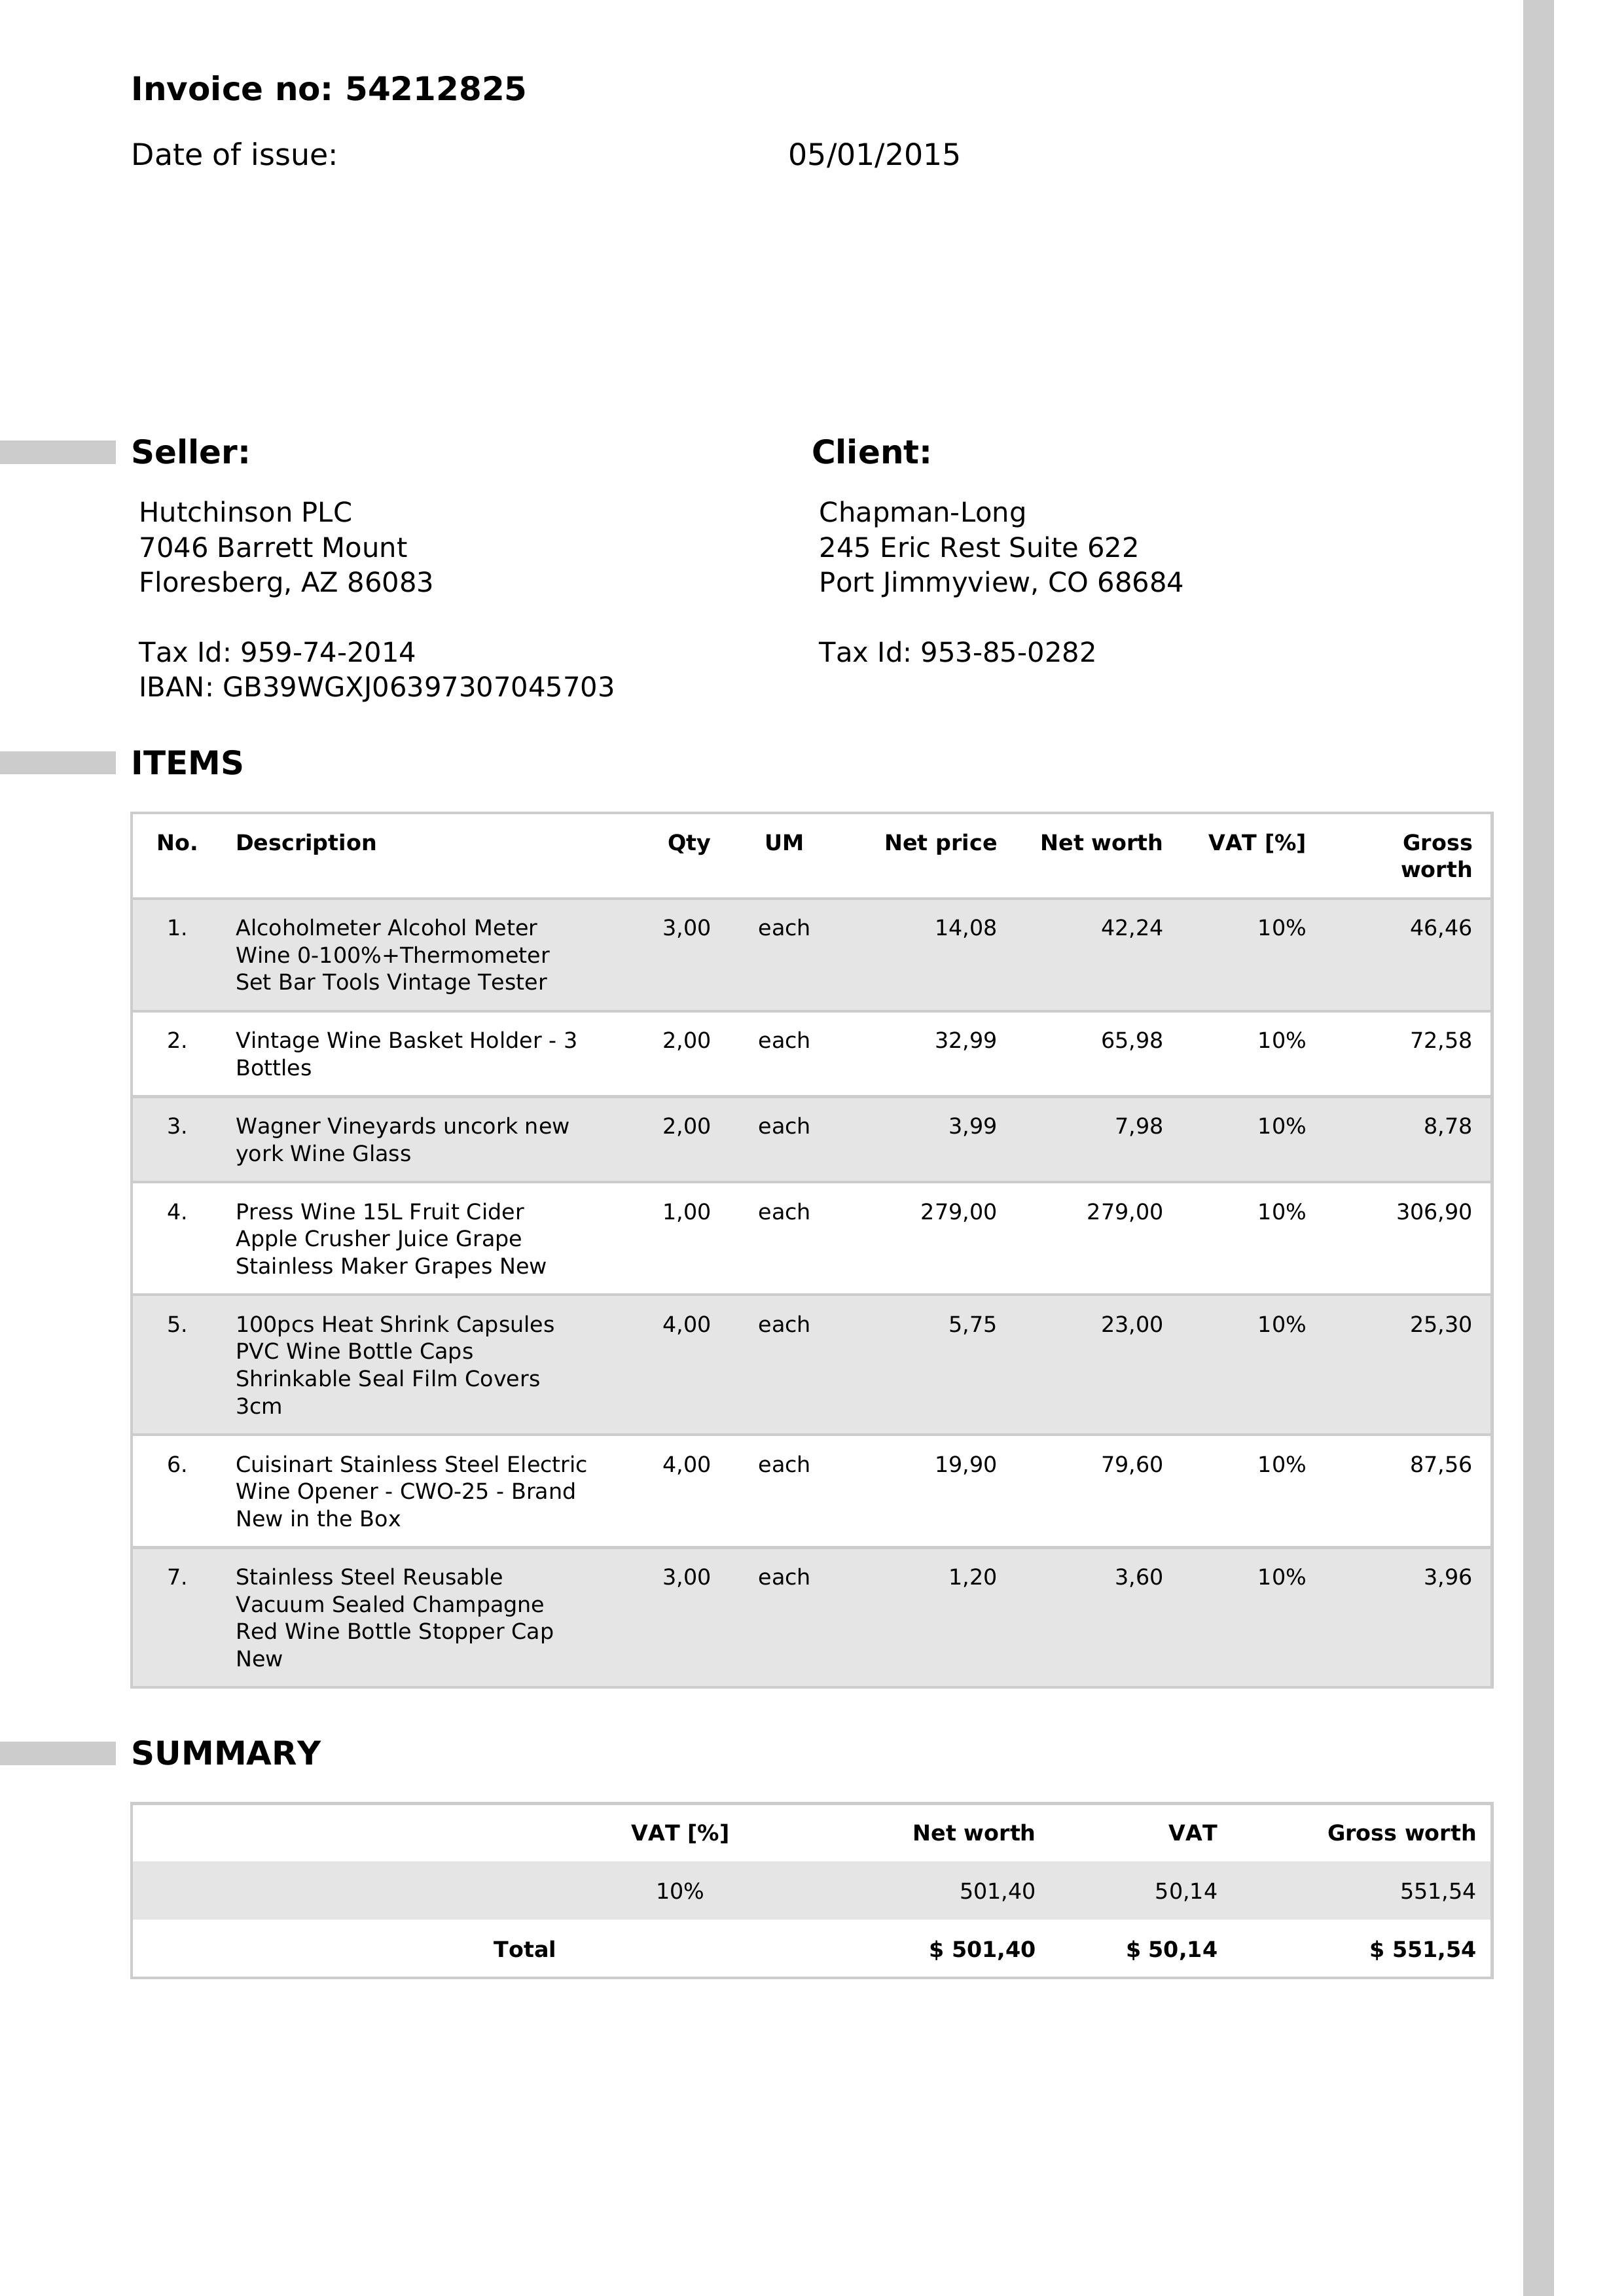 Invoice no: 54212825
Date of issue: 05/01/2015
Seller:
Hutchinson PLC
7046 Barrett Mount
Floresberg, AZ 86083
Tax Id: 959-74-2014
IBAN: GB39WGXJ06397307045703
Client:
Chapman-Long
245 Eric Rest Suite 622
Port Jimmyview, CO 68684
Tax Id: 953-85-0282
ITEMS
No. Description Qty UM Net price Net worth VAT [%] Gross
worth
1. Alcoholmeter Alcohol Meter 3,00 each 14,08 42,24 10% 46,46
Wine 0-100%+Thermometer
Set Bar Tools Vintage Tester
2. Vintage Wine Basket Holder - 3 2,00 each 32,99 65,98 10% 72,58
Bottles
3. Wagner Vineyards uncork new 2,00 each 3,99 7,98 10% 8,78
york Wine Glass
4. Press Wine 15L Fruit Cider 1,00 each 279,00 279,00 10% 306,90
Apple Crusher Juice Grape
Stainless Maker Grapes New
5. 100pcs Heat Shrink Capsules 4,00 each 5,75 23,00 10% 25,30
PVC Wine Bottle Caps
Shrinkable Seal Film Covers
3cm
6. Cuisinart Stainless Steel Electric 4,00 each 19,90 79,60 10% 87,56
Wine Opener - CWO-25 - Brand
New in the Box
7. Stainless Steel Reusable 3,00 each 1,20 3,60 10% 3,96
Vacuum Sealed Champagne
Red Wine Bottle Stopper Cap
New
SUMMARY
VAT [%] Net worth VAT Gross worth
10% 501,40 50,14 551,54
Total $ 501,40 $ 50,14 $ 551,54